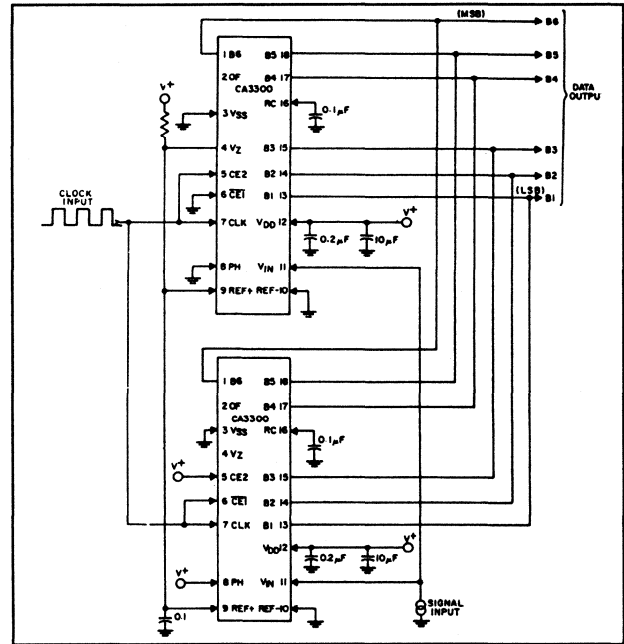 (MSB)
B6
1 B6 B5 18
B5
2 OF B4 17
B4
CA3300
DATA
OUTPU
RC 16
0.1µF
V+
3 VSS
4 VZ B3 15
B3
5 CE2 B2 14
B2
CLOCK
INPUT
6 CE1 B1 13
(LSB)
B1
7 CLK VDD 12
V+
0.2µF
10µF
8 PH VIN 11
9 REF+ REF-10
1 B6 B5 18
2 OF B4 17
CA3300
3 VSS RC 16
0.1µF
4 VZ
V+
5 CE2 B3 15
6 CE1 B2 14
7 CLK B1 13
VDD 12
V+
0.2µF
10µF
V+
8 PH VIN 11
9 REF+ REF-10
0.1
SIGNAL
INPUT